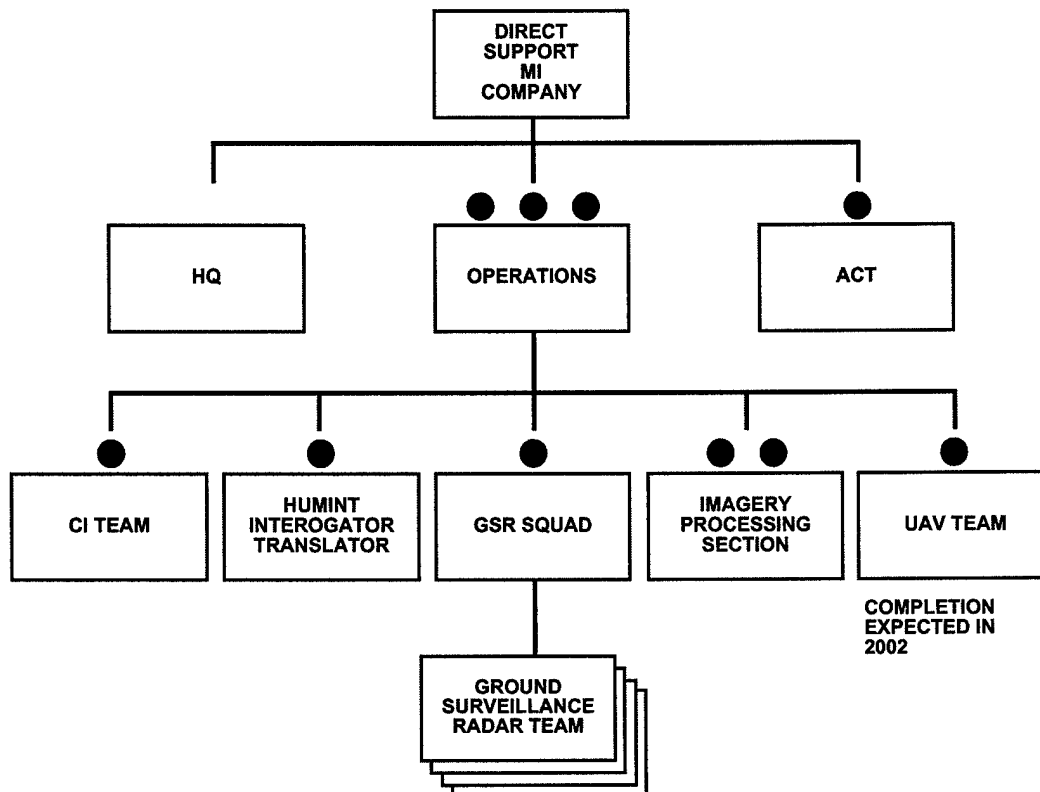 DIRECT
SUPPORT
MI
COMPANY
HQ
OPERATIONS
ACT
CI TEAM
HUMINT
INTEROGATOR
TRANSLATOR
GSR SQUAD
IMAGERY
PROCESSING
SECTION
UAV TEAM
COMPLETION
EXPECTED IN
2002
GROUND
SURVEILLANCE
RADAR TEAM